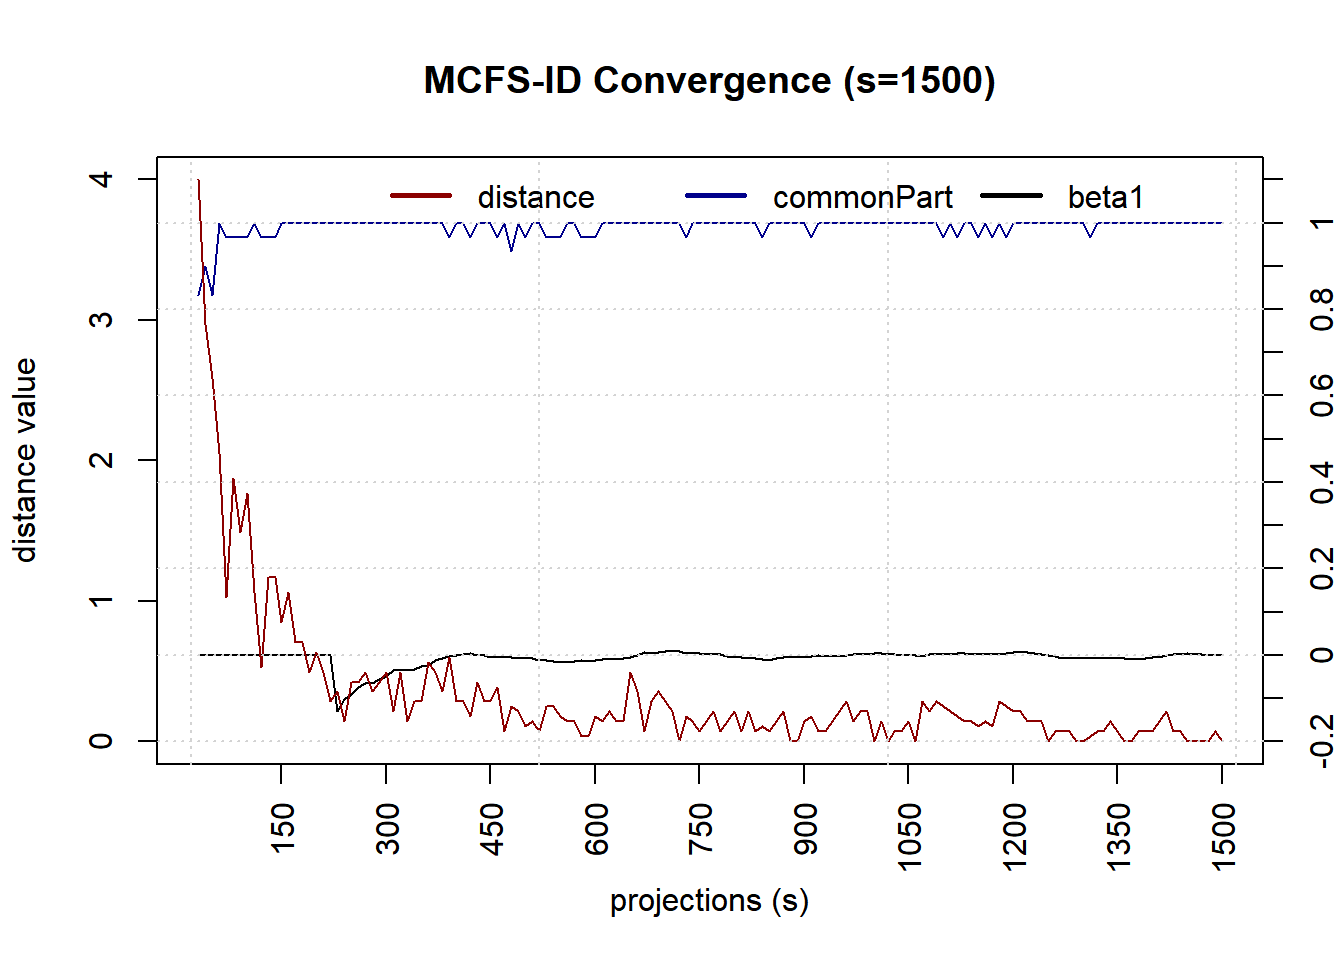 MCFS-ID Convergence (s=1500)
distance commonPart beta1
distance value
4
3
2
1
0
1
0.8
0.6
0.4
0.2
0
-0.2
150 300 450 600 750 900 1050 1200 1350 1500
projections (s)